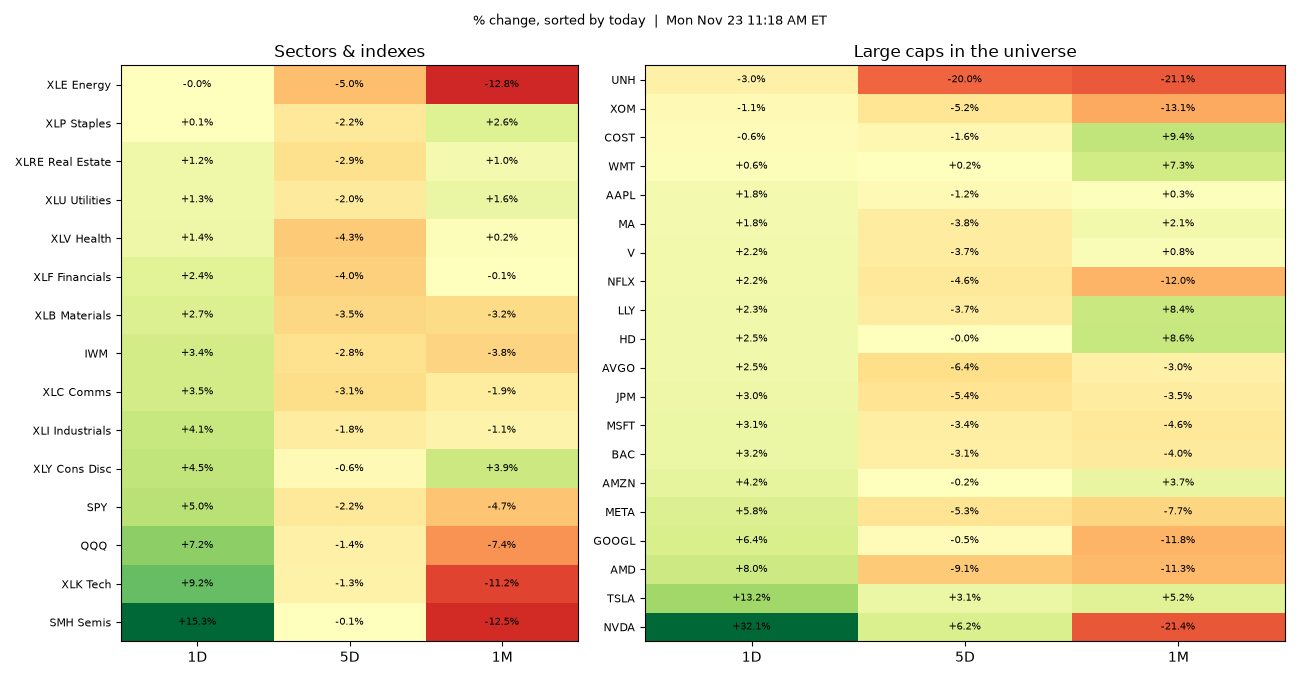 % change, sorted by today | Mon Nov 23 11:18 AM ET
Sectors & indexes
XLE Energy -0.0% -5.0% -12.8%
XLP Staples +0.1% -2.2% +2.6%
XLRE Real Estate +1.2% -2.9% +1.0%
XLU Utilities +1.3% -2.0% +1.6%
XLV Health +1.4% -4.3% +0.2%
XLF Financials +2.4% -4.0% -0.1%
XLB Materials +2.7% -3.5% -3.2%
IWM +3.4% -2.8% -3.8%
XLC Comms +3.5% -3.1% -1.9%
XLI Industrials +4.1% -1.8% -1.1%
XLY Cons Disc +4.5% -0.6% +3.9%
SPY +5.0% -2.2% -4.7%
QQQ +7.2% -1.4% -7.4%
XLK Tech +9.2% -1.3% -11.2%
SMH Semis +15.3% -0.1% -12.5%
1D 5D 1M
Large caps in the universe
UNH -3.0% -20.0% -21.1%
XOM -1.1% -5.2% -13.1%
COST -0.6% -1.6% +9.4%
WMT +0.6% +0.2% +7.3%
AAPL +1.8% -1.2% +0.3%
MA +1.8% -3.8% +2.1%
V +2.2% -3.7% +0.8%
NFLX +2.2% -4.6% -12.0%
LLY +2.3% -3.7% +8.4%
HD +2.5% -0.0% +8.6%
AVGO +2.5% -6.4% -3.0%
JPM +3.0% -5.4% -3.5%
MSFT +3.1% -3.4% -4.6%
BAC +3.2% -3.1% -4.0%
AMZN +4.2% -0.2% +3.7%
META +5.8% -5.3% -7.7%
GOOGL +6.4% -0.5% -11.8%
AMD +8.0% -9.1% -11.3%
TSLA +13.2% +3.1% +5.2%
NVDA +32.1% +6.2% -21.4%
1D 5D 1M